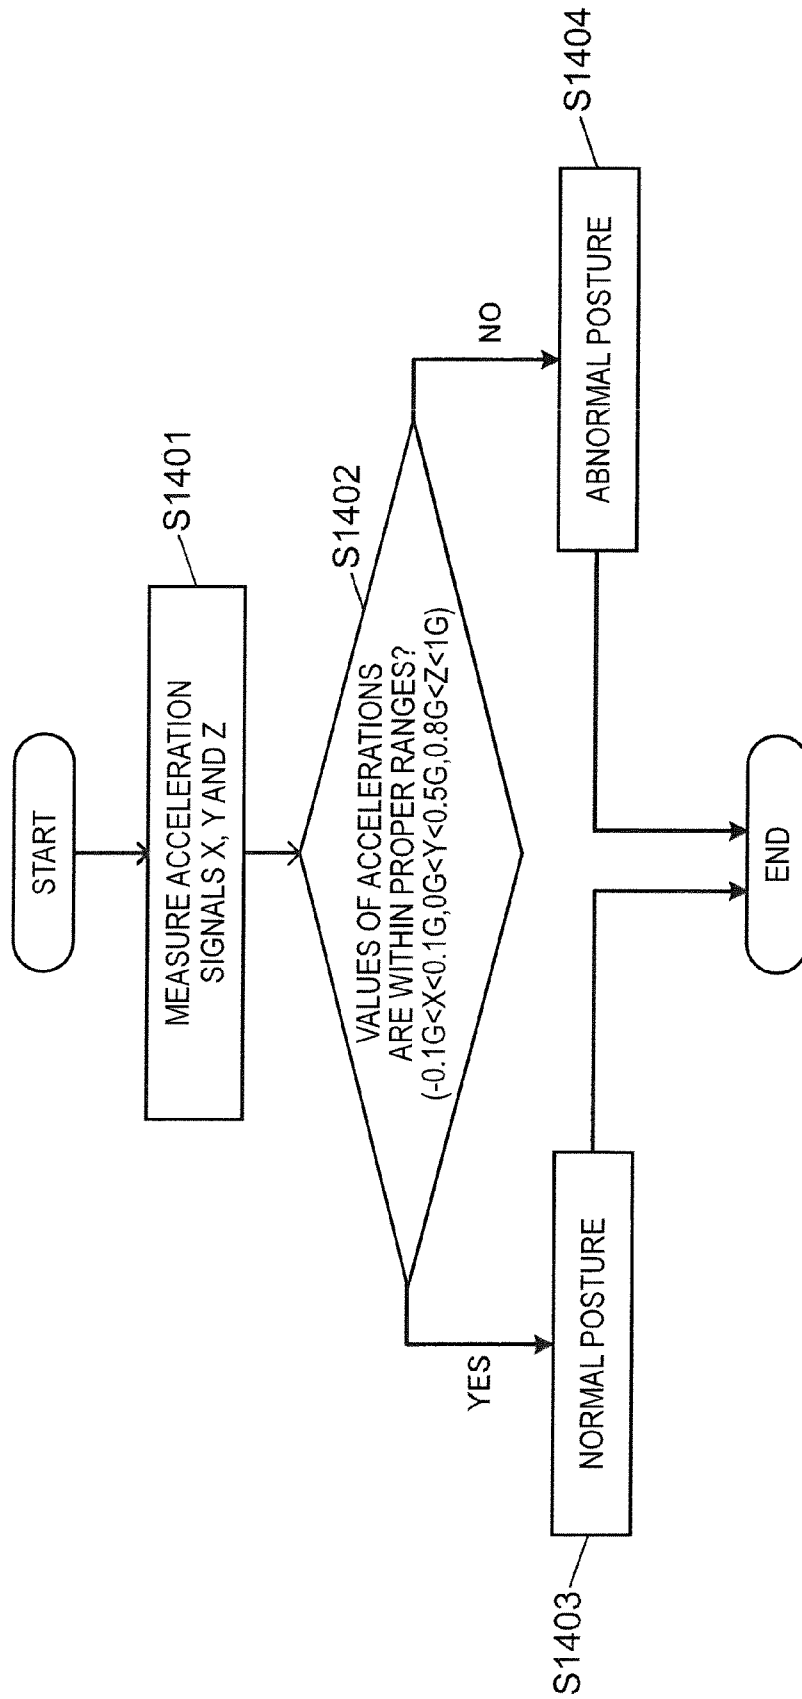 START
MEASURE ACCELERATION
SIGNALS X, Y AND Z
S1401
VALUES OF ACCELERATIONS
ARE WITHIN PROPER RANGES?
(-0.1G<X<0.1G,0G<Y<0.5G,0.8G<Z<1G)
S1402
YES
NO
NORMAL POSTURE
S1403
ABNORMAL POSTURE
S1404
END